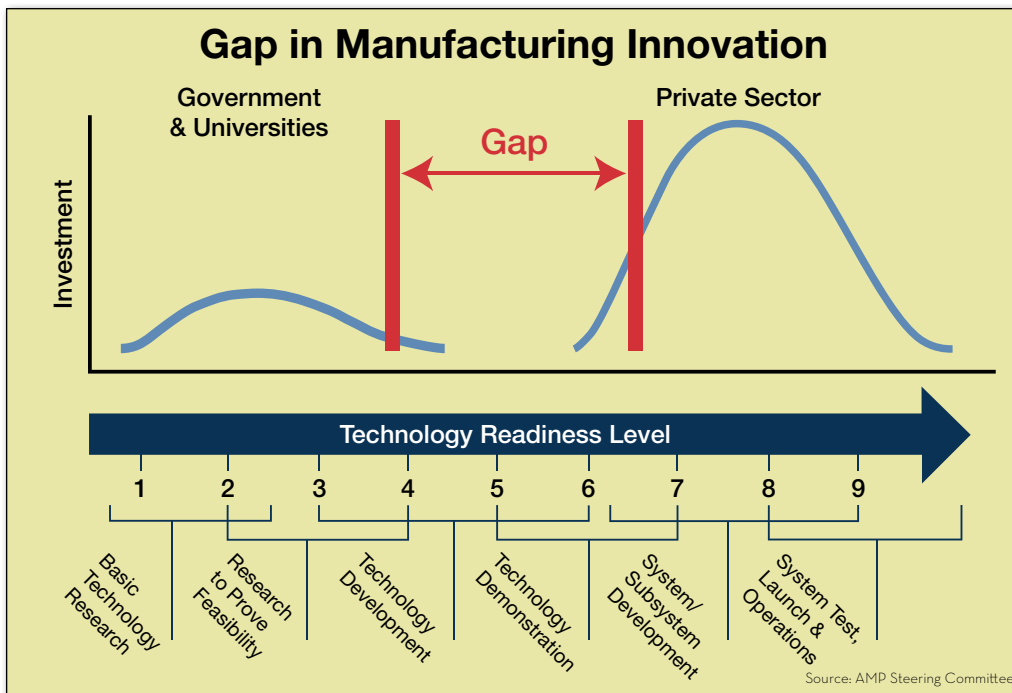 Gap in Manufacturing Innovation
Government
& Universities
Private Sector
Gap
Investment
Technology Readiness Level
1
2
3
4
5
6
7
8
9
Basic
Technology
Research
Research
to Prove
Feasibility
Technology
Development
Technology
Demonstration
System/
Subsystem
Development
System Test,
Launch &
Operations
Source: AMP Steering Committee